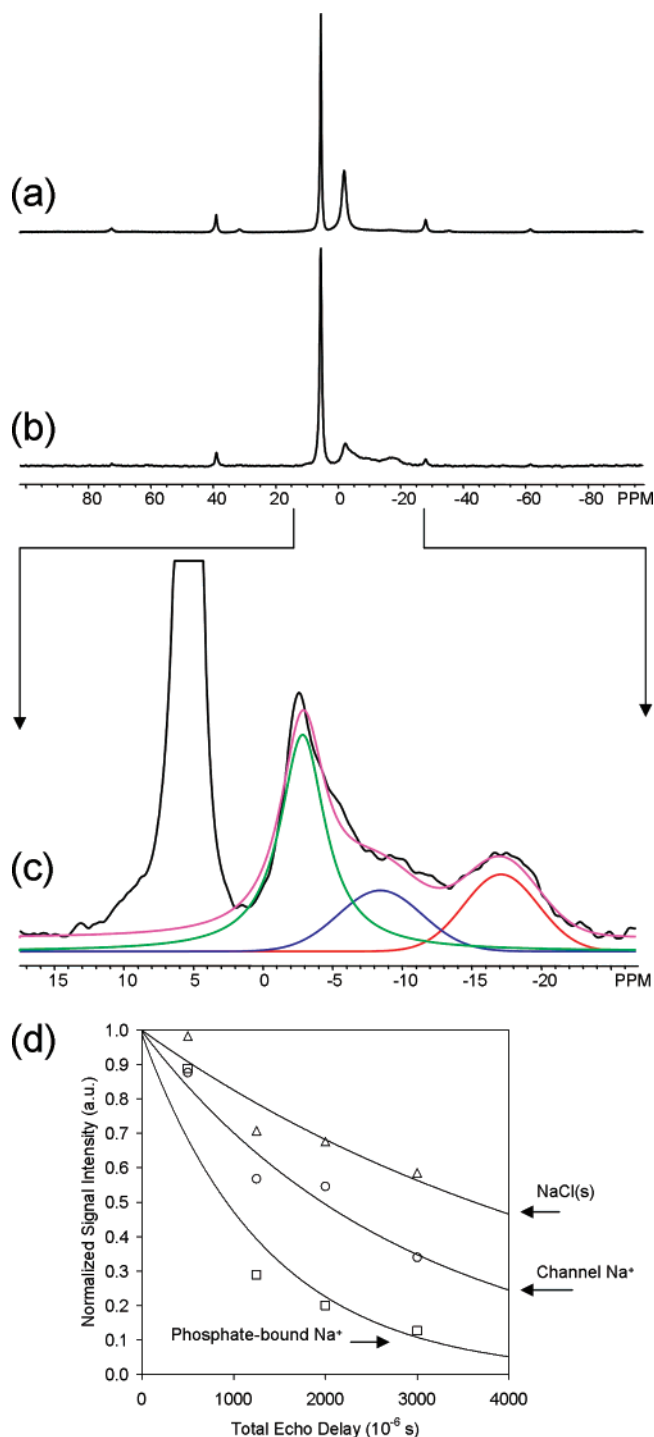 (a)
(b)
80 60 40 20 0 -20 -40 -60 -80 PPM
(c)
15 10 5 0 -5 -10 -15 -20 PPM
(d)
1.0
0.9
0.8
0.7
0.6
0.5
0.4
0.3
0.2
0.1
0.0
Normalized Signal Intensity (a.u.)
NaCl(s)
Channel Na⁺
Phosphate-bound Na⁺
0 1000 2000 3000 4000
Total Echo Delay (10⁻⁶ s)